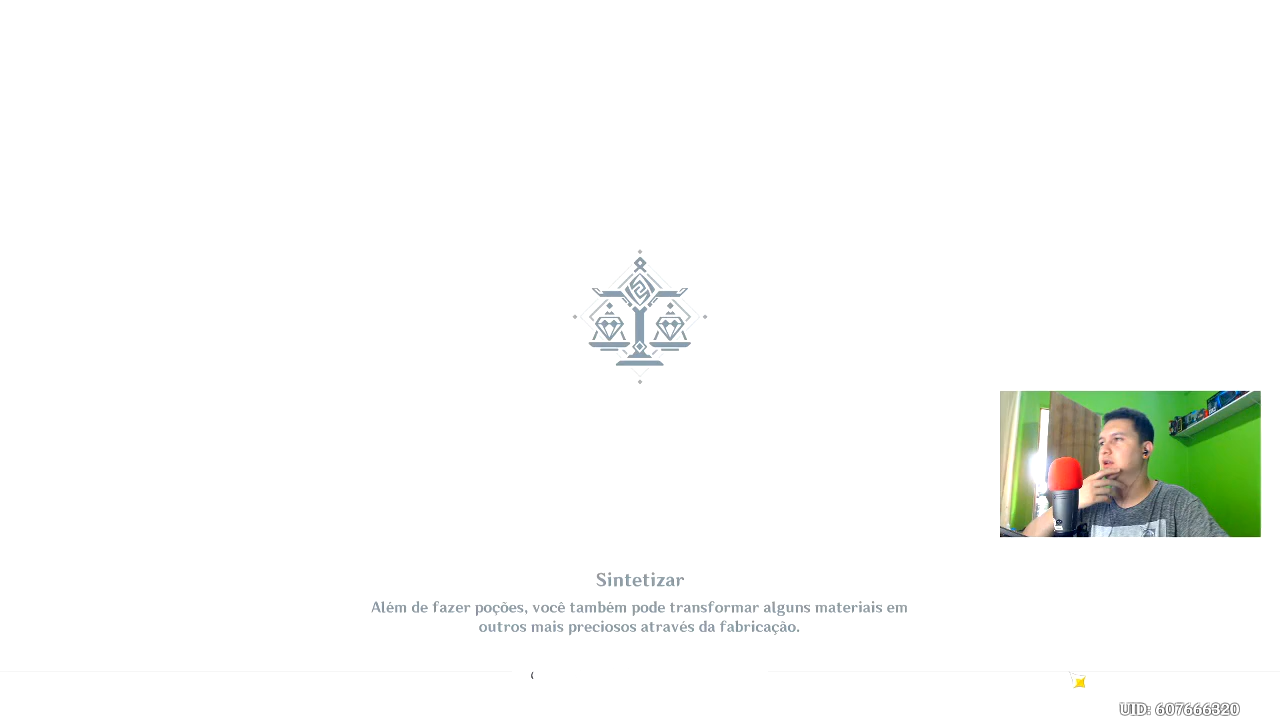 Sintetizar
Além de fazer poções, você também pode transformar alguns materiais em
outros mais preciosos através da fabricação.
UID: 607666320